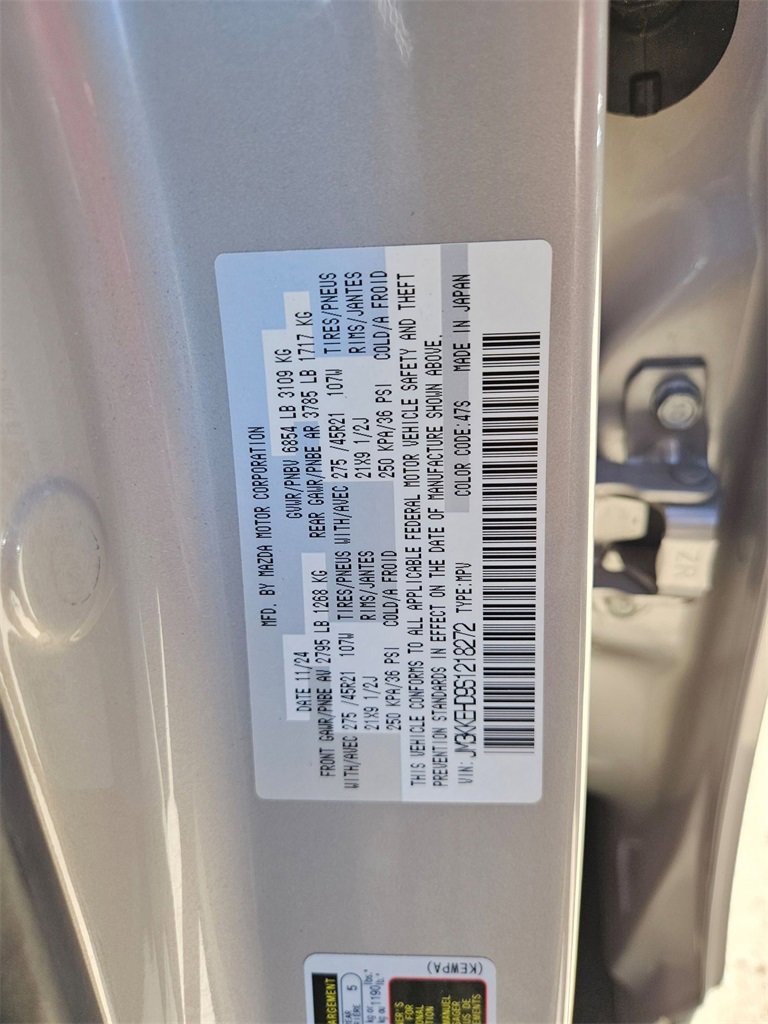 MFD. BY MAZDA MOTOR CORPORATION
DATE 11/24 GVWR/PNBV 6854 LB 3109 KG
FRONT GAWR/PNBE AV 2795 LB 1268 KG REAR GAWR/PNBE AR 3785 LB 1717 KG
WITH/AVEC 275 /45R21 107W TIRES/PNEUS WITH/AVEC 275 /45R21 107W TIRES/PNEUS
21X9 1/2J RIMS/JANTES 21X9 1/2J RIMS/JANTES
250 KPA/36 PSI COLD/A FROID 250 KPA/36 PSI COLD/A FROID
THIS VEHICLE CONFORMS TO ALL APPLICABLE FEDERAL MOTOR VEHICLE SAFETY AND THEFT
PREVENTION STANDARDS IN EFFECT ON THE DATE OF MANUFACTURE SHOWN ABOVE.
VIN: JM3KKEHD9S1218272 TYPE:MPV COLOR CODE:47S MADE IN JAPAN
ZR
(KEWPA)
5